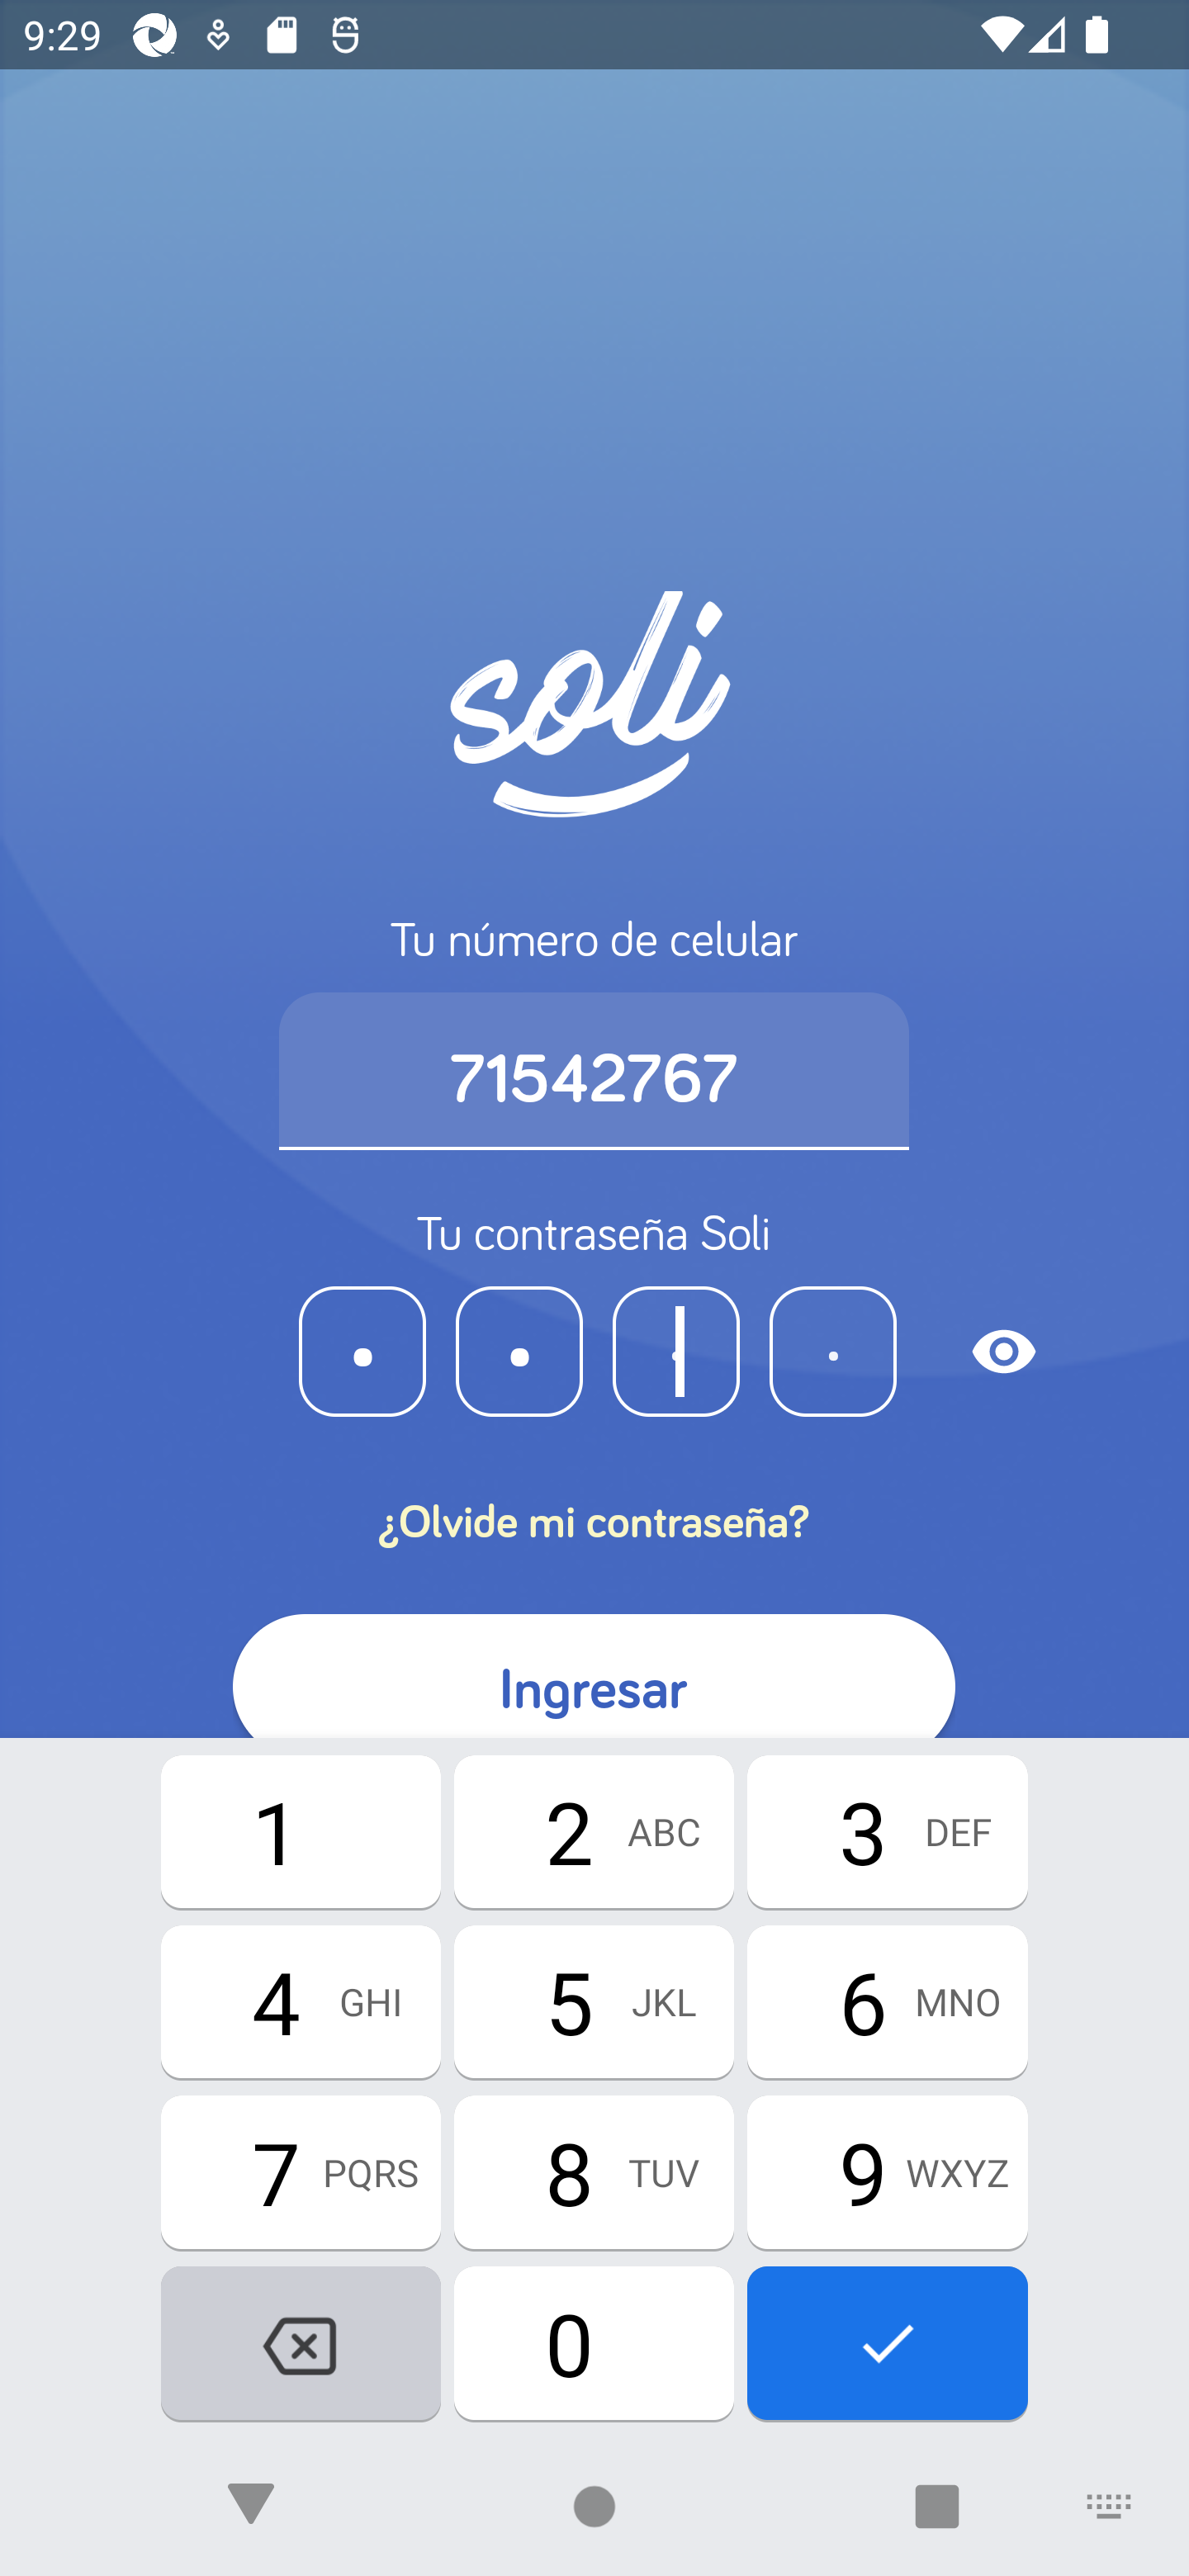 9:29
soli
Tu número de celular
71542767
Tu contraseña Soli
¿Olvide mi contraseña?
Ingresar
1
2 ABC
3 DEF
4 GHI
5 JKL
6 MNO
7 PQRS
8 TUV
9 WXYZ
0